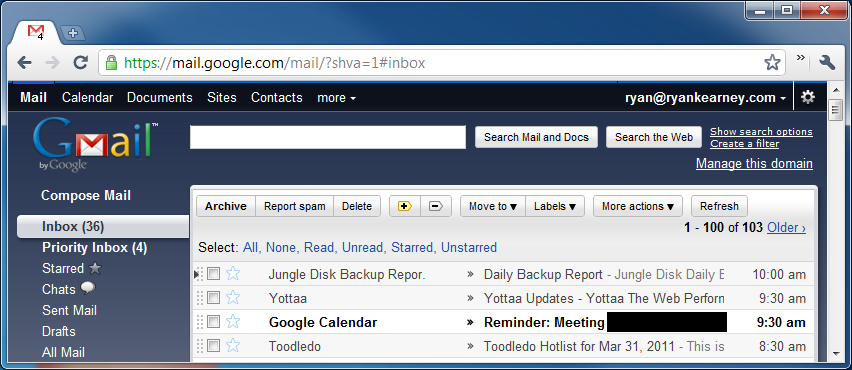 4
https://mail.google.com/mail/?shva=1#inbox
Mail Calendar Documents Sites Contacts more ryan@ryankearney.com
Gmail™
by Google
Search Mail and Docs Search the Web Show search options
Create a filter
Manage this domain
Compose Mail
Archive Report spam Delete Move to Labels More actions Refresh
Inbox (36)
1 - 100 of 103 Older ›
Priority Inbox (4)
Select: All, None, Read, Unread, Starred, Unstarred
Starred
Jungle Disk Backup Repor. » Daily Backup Report - Jungle Disk Daily E 10:00 am
Chats
Yottaa » Yottaa Updates - Yottaa The Web Perform 9:30 am
Sent Mail
Google Calendar » Reminder: Meeting 9:30 am
Drafts
Toodledo » Toodledo Hotlist for Mar 31, 2011 - This is 8:30 am
All Mail